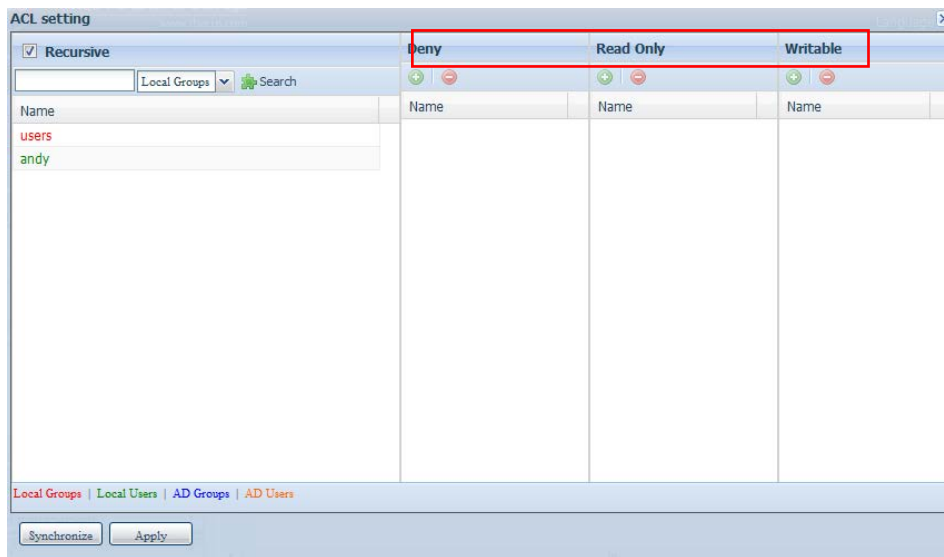 ACL setting
Recursive
Deny
Read Only
Writable
Local Groups
Search
Name
Name
Name
Name
users
andy
Local Groups | Local Users | AD Groups | AD Users
Synchronize
Apply